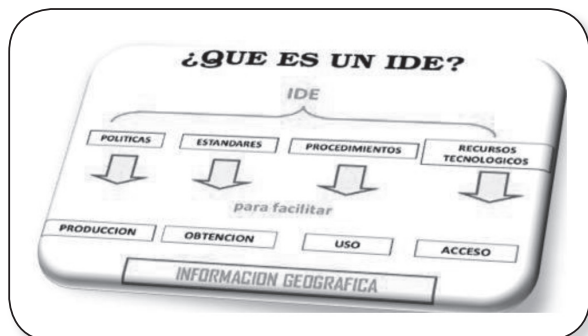 ¿QUE ES UN IDE?
IDE
POLITICAS ESTANDARES PROCEDIMIENTOS RECURSOS TECNOLOGICOS
para facilitar
PRODUCCION OBTENCION USO ACCESO
INFORMACION GEOGRAFICA